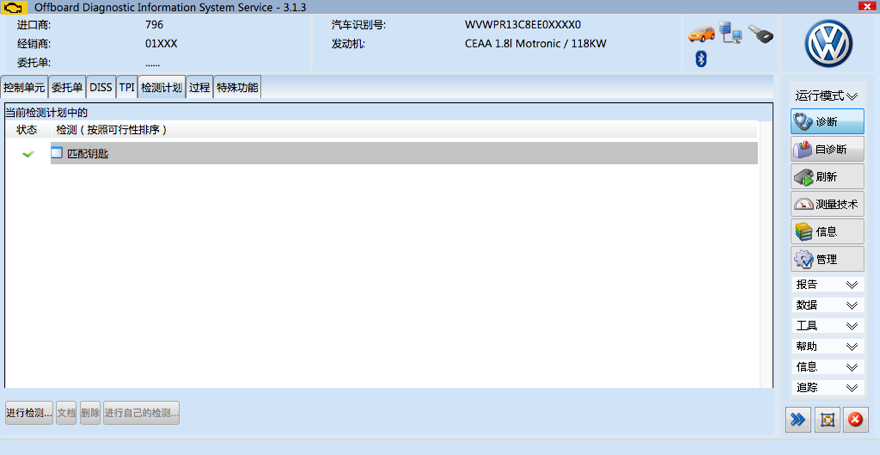 Offboard Diagnostic Information System Service - 3.1.3
进口商: 796 汽车识别号: WVWPR13C8EE0XXXX0
经销商: 01XXX 发动机: CEAA 1.8l Motronic / 118KW
委托单: ......
控制单元 委托单 DISS TPI 检测计划 过程 特殊功能
当前检测计划中的
状态 检测（按照可行性排序）
匹配钥匙
进行检测... 文档 删除 进行自己的检测...
运行模式
诊断
自诊断
刷新
测量技术
信息
管理
报告
数据
工具
帮助
信息
追踪